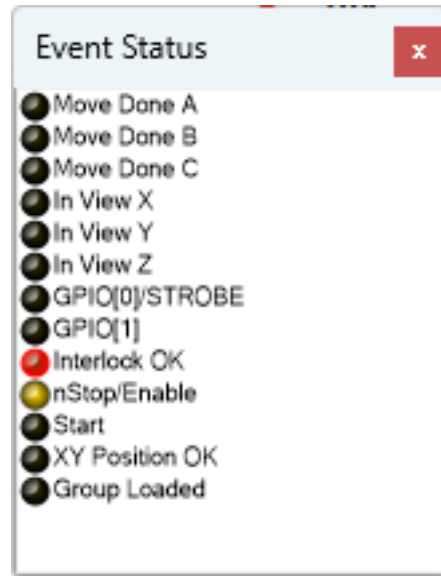 Event Status
x
Move Done A
Move Done B
Move Done C
In View X
In View Y
In View Z
GPIO[0]/STROBE
GPIO[1]
Interlock OK
nStop/Enable
Start
XY Position OK
Group Loaded